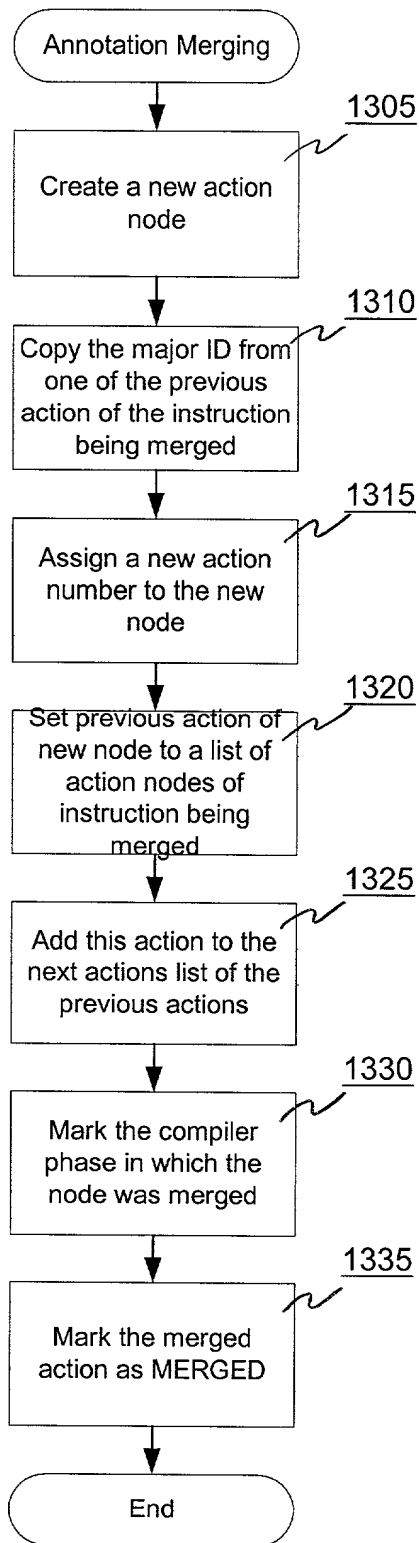 Annotation Merging
1305
Create a new action
node
1310
Copy the major ID from
one of the previous
action of the instruction
being merged
1315
Assign a new action
number to the new
node
1320
Set previous action of
new node to a list of
action nodes of
instruction being
merged
1325
Add this action to the
next actions list of the
previous actions
1330
Mark the compiler
phase in which the
node was merged
1335
Mark the merged
action as MERGED
End